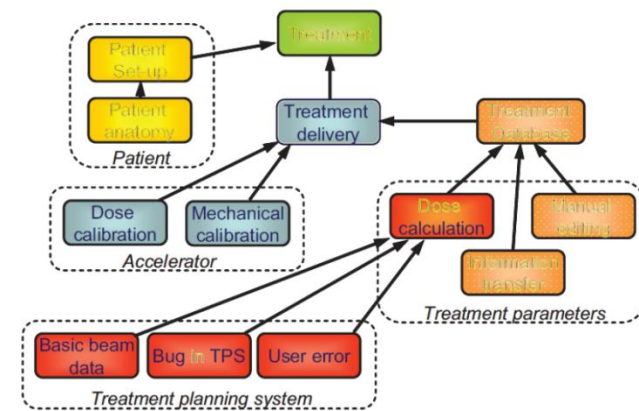 Treatment
Patient
Set-up
Patient
anatomy
Patient
Treatment
delivery
Treatment
Database
Dose
calibration
Mechanical
calibration
Accelerator
Dose
calculation
Manual
editing
Information
transfer
Treatment parameters
Basic beam
data
Bug in TPS
User error
Treatment planning system